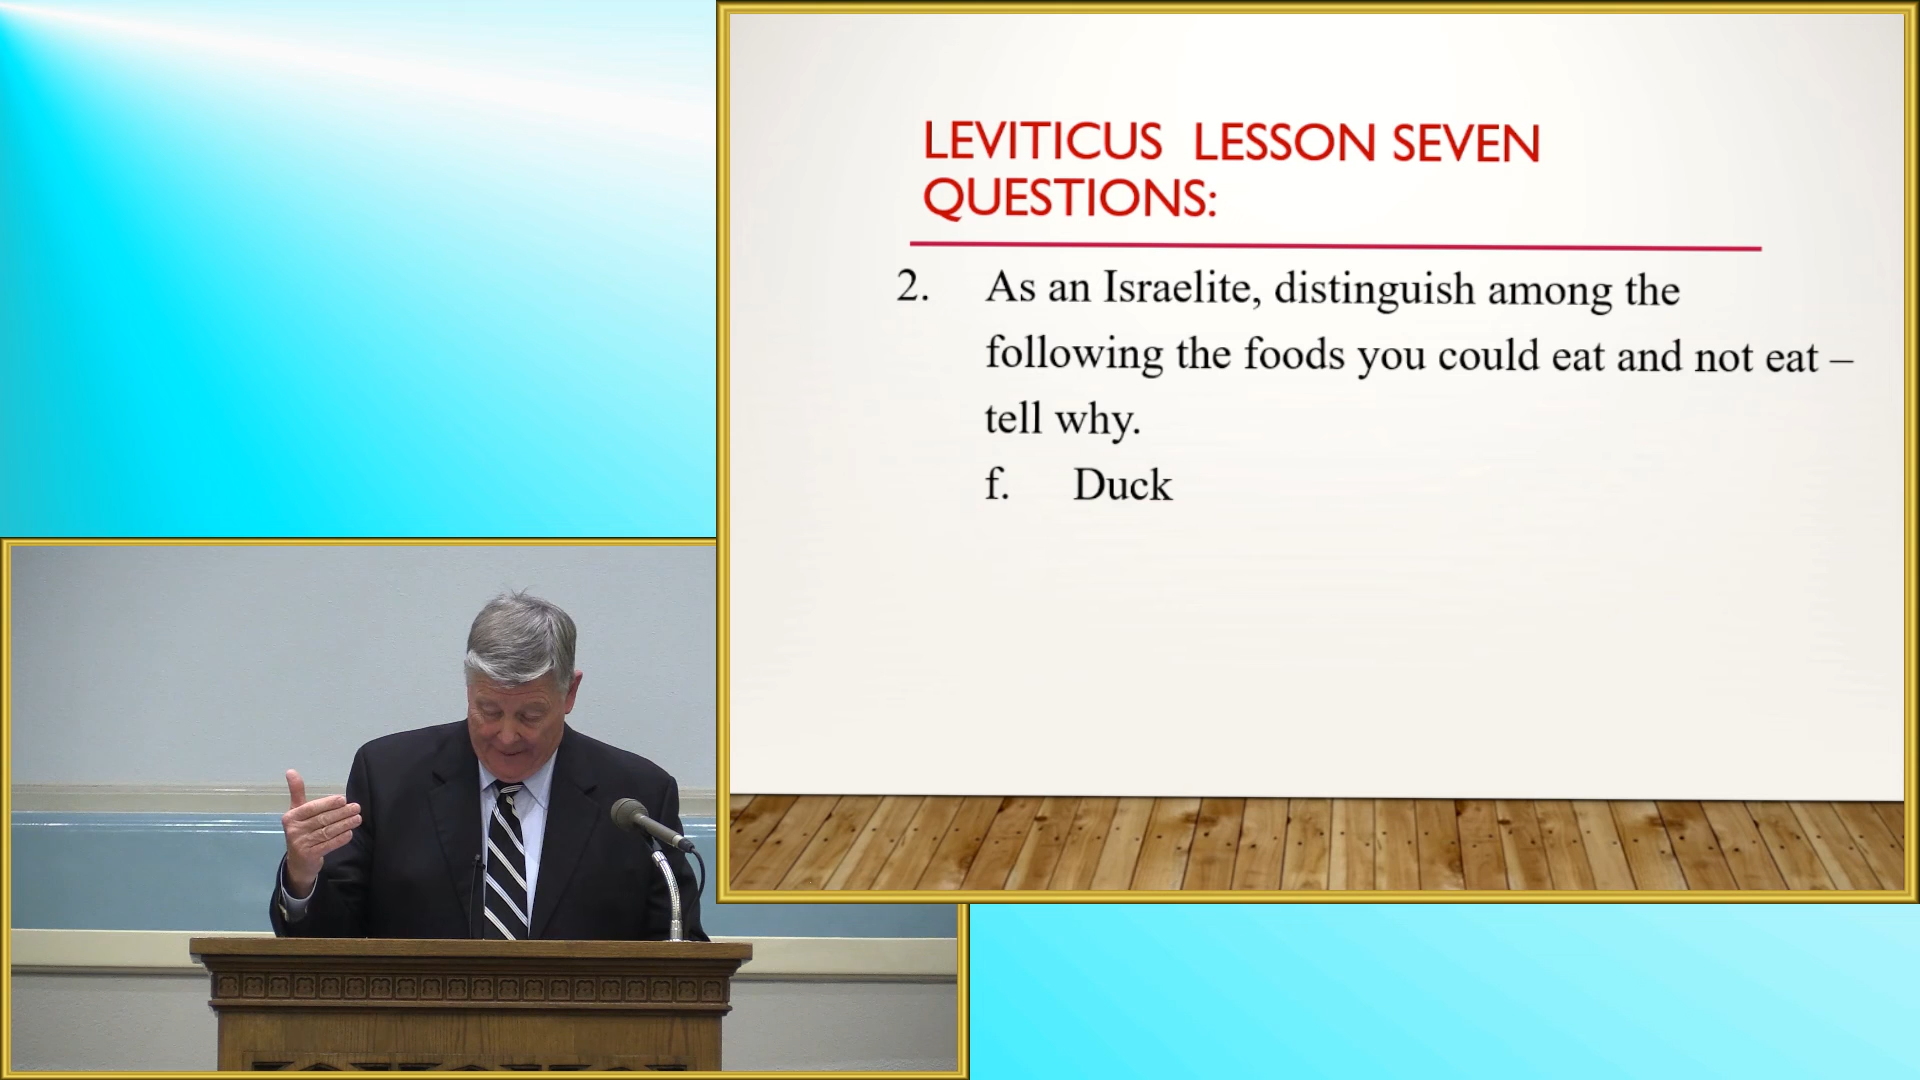 LEVITICUS LESSON SEVEN
QUESTIONS:
2. As an Israelite, distinguish among the
following the foods you could eat and not eat –
tell why.
f. Duck